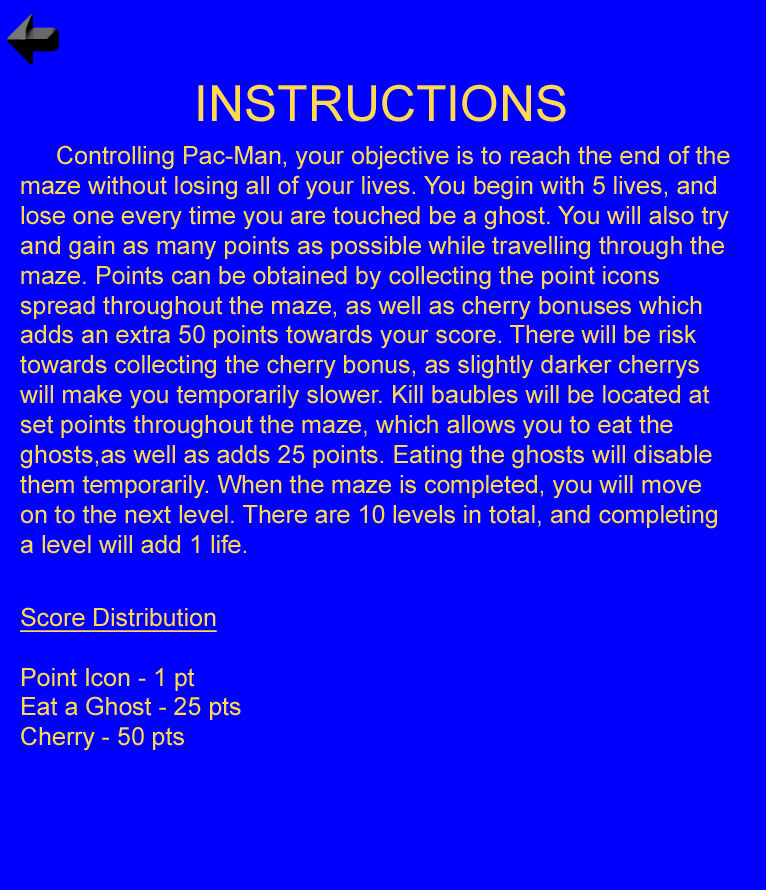 INSTRUCTIONS
Controlling Pac-Man, your objective is to reach the end of the
maze without losing all of your lives. You begin with 5 lives, and
lose one every time you are touched be a ghost. You will also try
and gain as many points as possible while travelling through the
maze. Points can be obtained by collecting the point icons
spread throughout the maze, as well as cherry bonuses which
adds an extra 50 points towards your score. There will be risk
towards collecting the cherry bonus, as slightly darker cherrys
will make you temporarily slower. Kill baubles will be located at
set points throughout the maze, which allows you to eat the
ghosts,as well as adds 25 points. Eating the ghosts will disable
them temporarily. When the maze is completed, you will move
on to the next level. There are 10 levels in total, and completing
a level will add 1 life.
Score Distribution
Point Icon - 1 pt
Eat a Ghost - 25 pts
Cherry - 50 pts